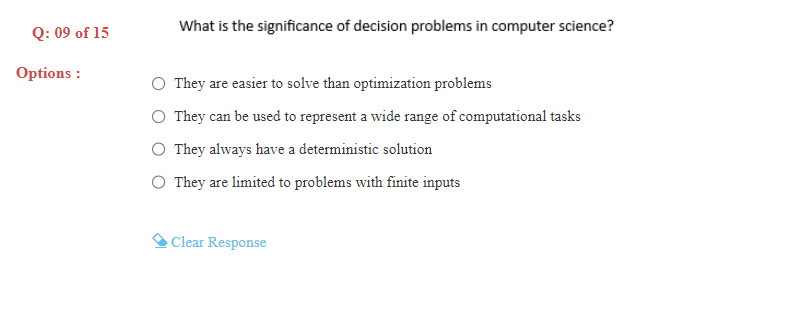 Q: 09 of 15
What is the significance of decision problems in computer science?
Options :
They are easier to solve than optimization problems
They can be used to represent a wide range of computational tasks
They always have a deterministic solution
They are limited to problems with finite inputs
Clear Response